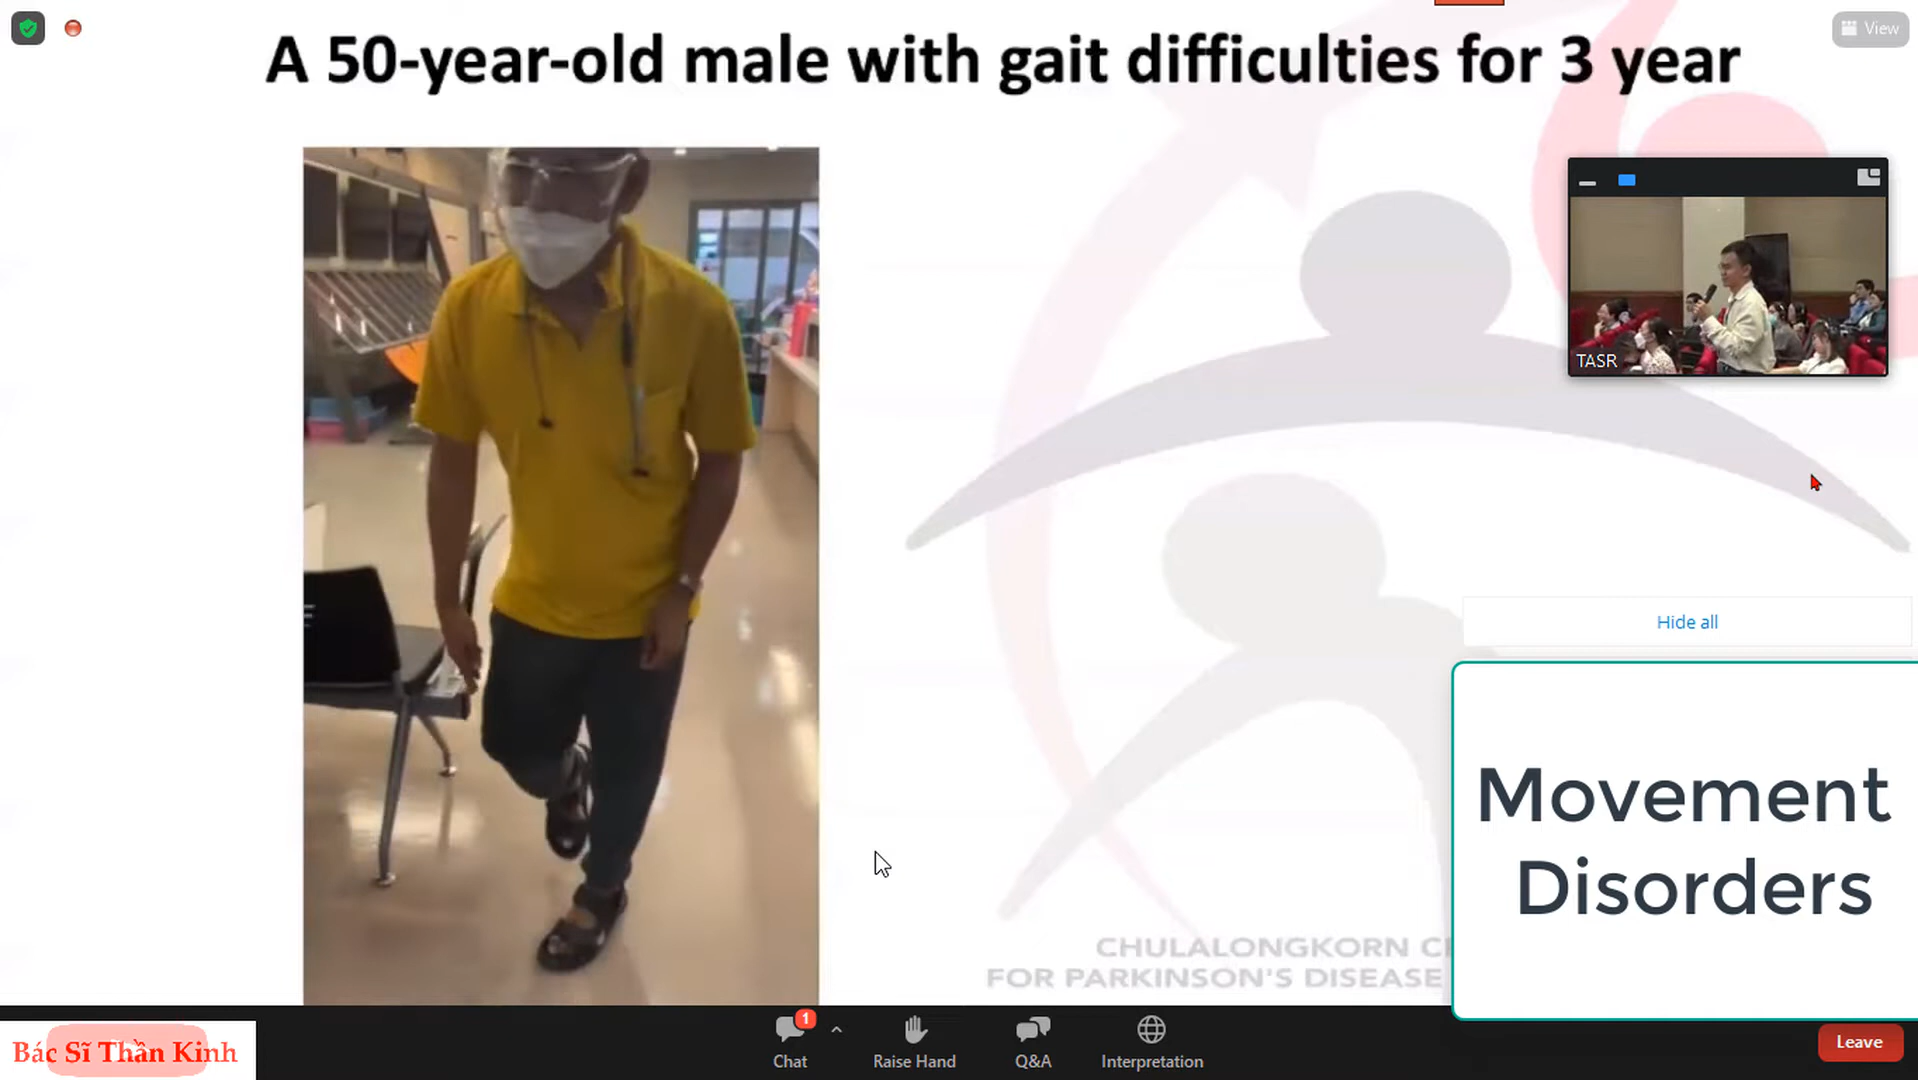 View
A 50-year-old male with gait difficulties for 3 year
TASR
Hide all
Movement
Disorders
CHULALONGKORN
FOR PARKINSON'S DISEASE
Bác Sĩ Thần Kinh
1
Chat
Raise Hand
Q&A
Interpretation
Leave